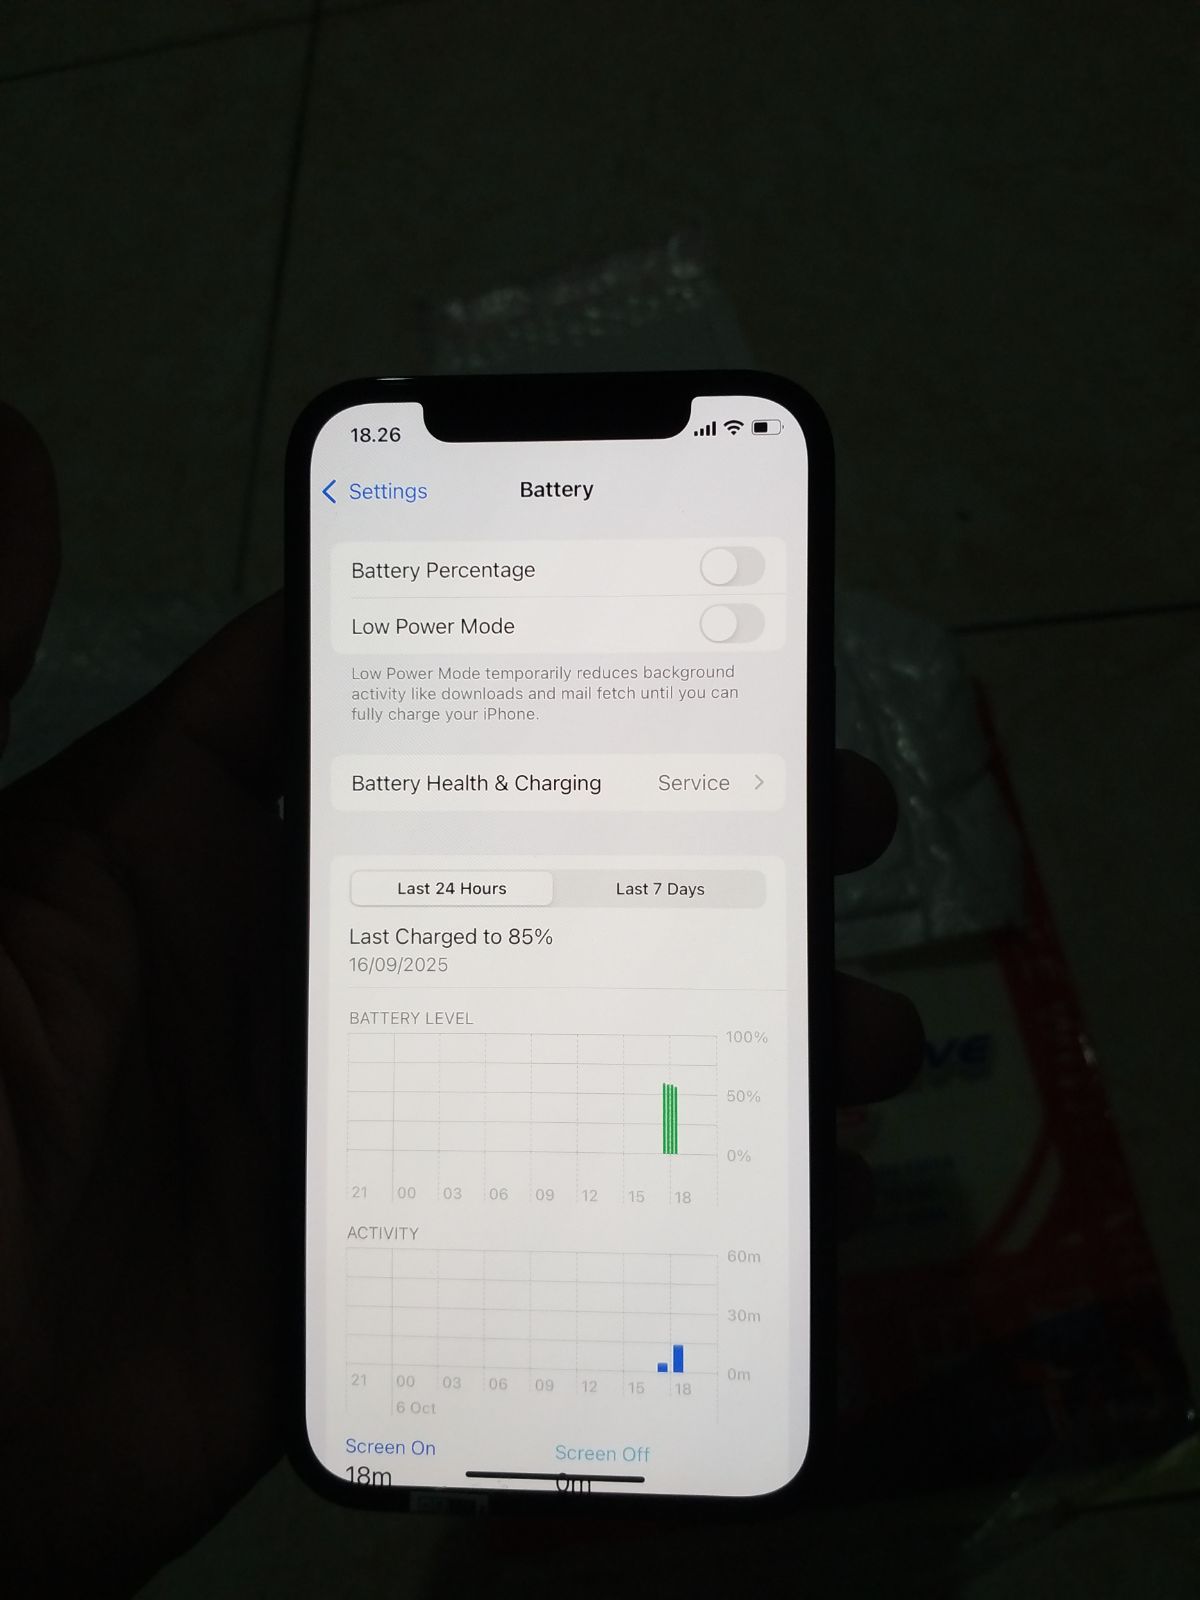 18.26
Settings
Battery
Battery Percentage
Low Power Mode
Low Power Mode temporarily reduces background
activity like downloads and mail fetch until you can
fully charge your iPhone.
Battery Health & Charging Service
Last 24 Hours Last 7 Days
Last Charged to 85%
16/09/2025
BATTERY LEVEL
100%
50%
0%
21 00 03 06 09 12 15 18
ACTIVITY
60m
30m
0m
21 00 03 06 09 12 15 18
6 Oct
Screen On Screen Off
18m 0m